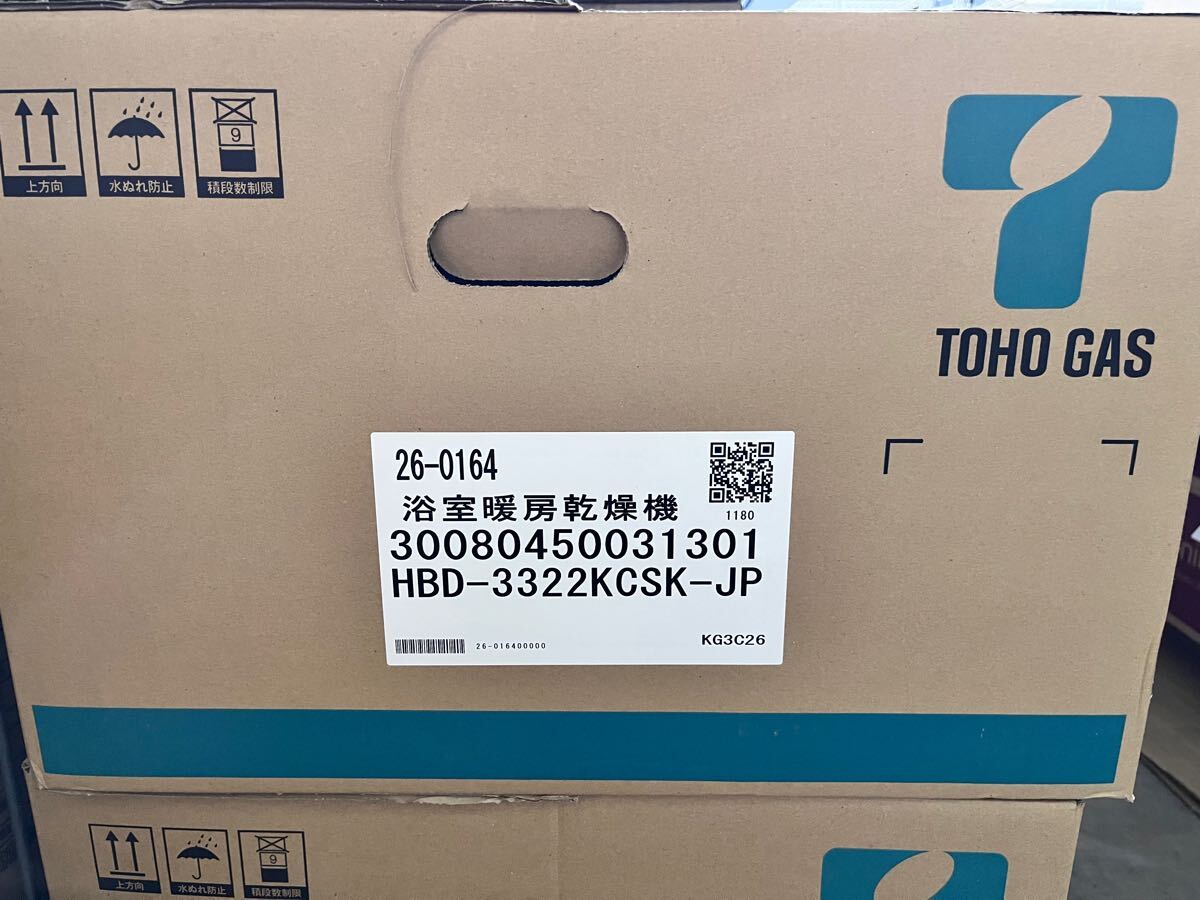 上方向
水ぬれ防止
9
積段数制限
TOHO GAS
26-0164
浴室暖房乾燥機
1180
30080450031301
HBD-3322KCSK-JP
26-016400000
KG3C26
上方向
水ぬれ防止
9
積段数制限